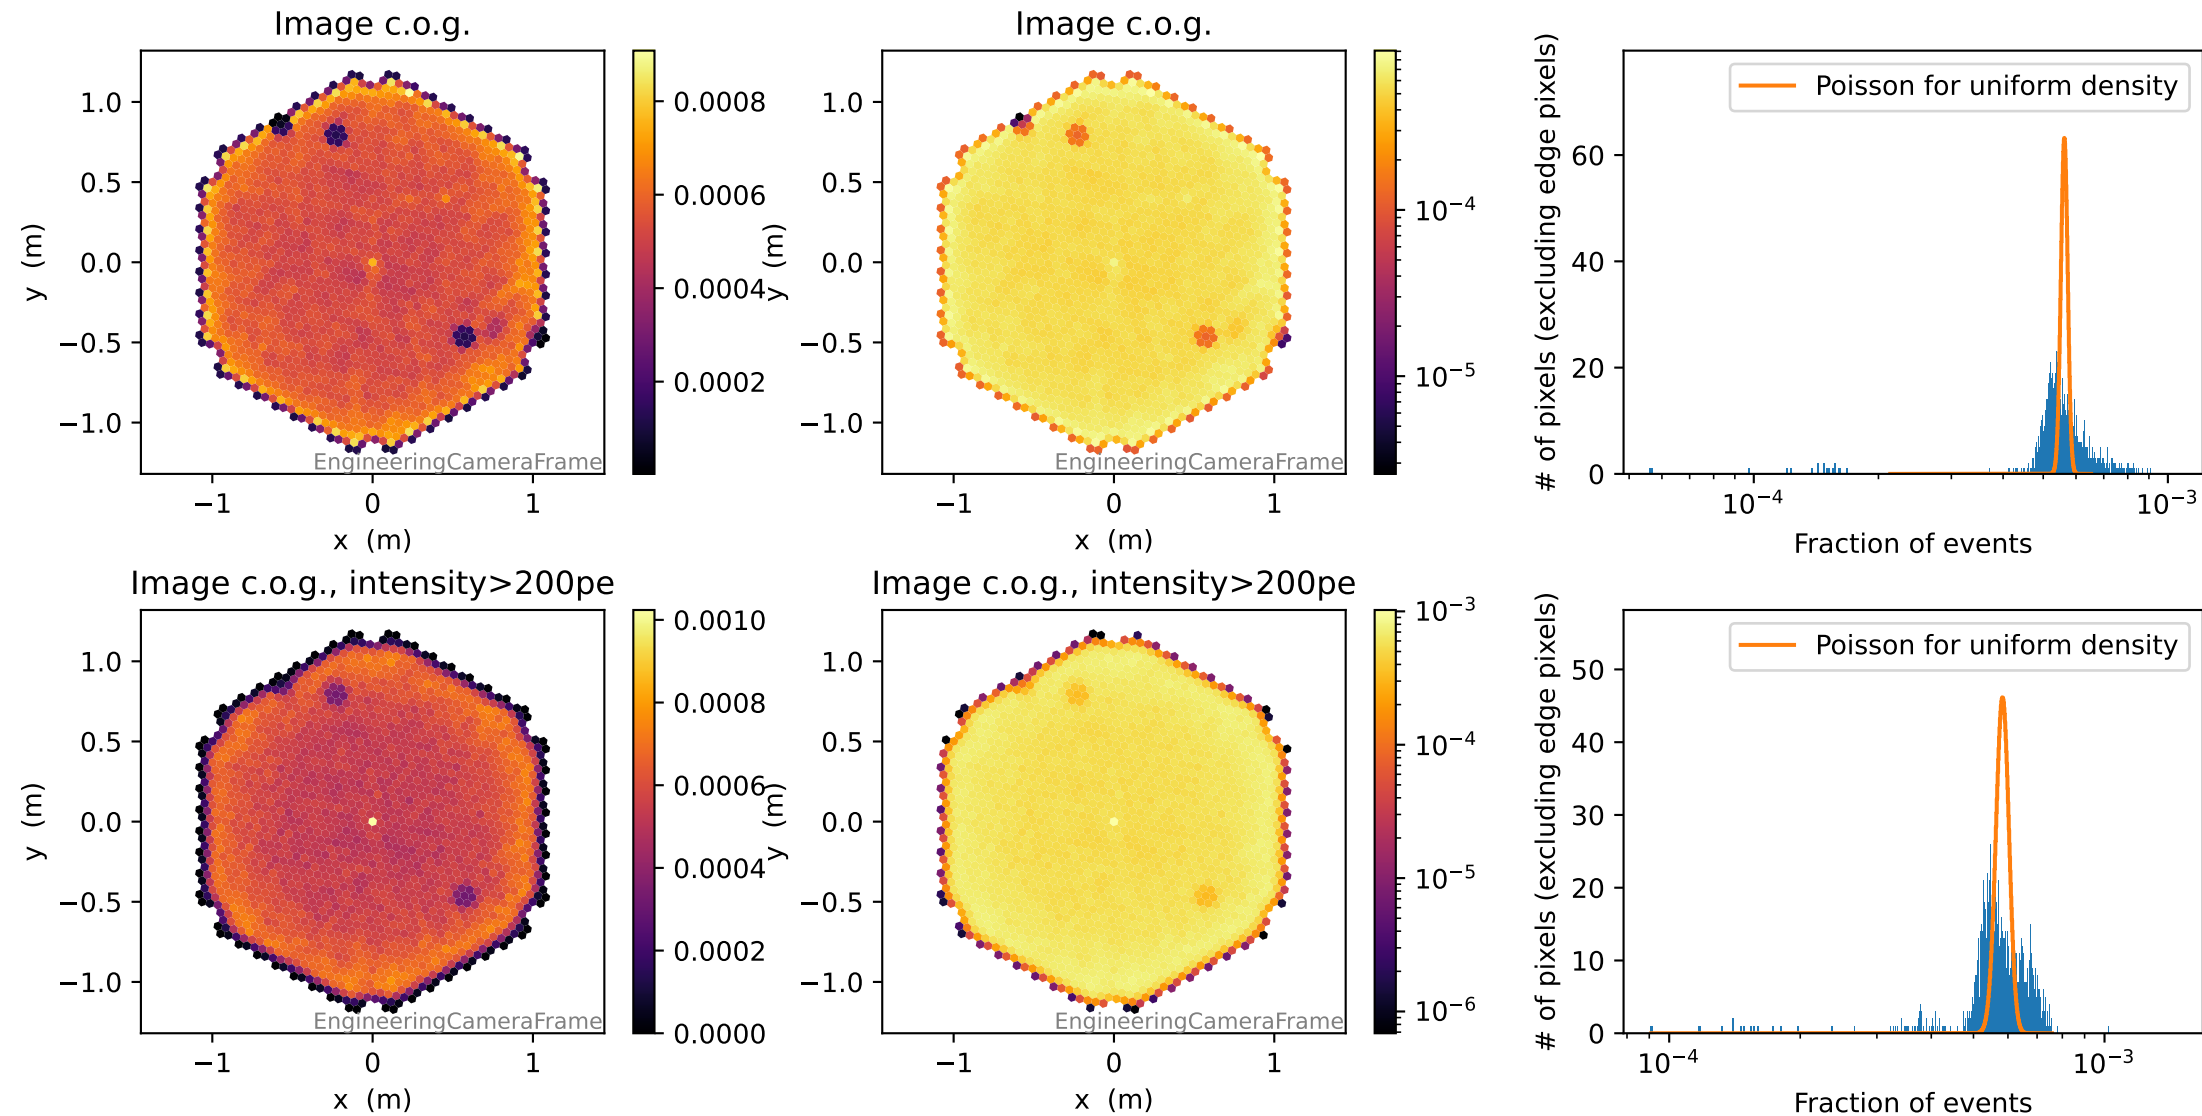 Image c.o.g.
y (m)
1.0
0.5
0.0
−0.5
−1.0
−1
0
1
x (m)
EngineeringCameraFrame
0.0008
0.0006
0.0004
0.0002
Image c.o.g.
y (m)
1.0
0.5
0.0
−0.5
−1.0
−1
0
1
x (m)
EngineeringCameraFrame
10⁻⁴
10⁻⁵
# of pixels (excluding edge pixels)
60
40
20
0
Poisson for uniform density
10⁻⁴
10⁻³
Fraction of events
Image c.o.g., intensity>200pe
y (m)
1.0
0.5
0.0
−0.5
−1.0
−1
0
1
x (m)
EngineeringCameraFrame
0.0010
0.0008
0.0006
0.0004
0.0002
0.0000
Image c.o.g., intensity>200pe
y (m)
1.0
0.5
0.0
−0.5
−1.0
−1
0
1
x (m)
EngineeringCameraFrame
10⁻³
10⁻⁴
10⁻⁵
10⁻⁶
# of pixels (excluding edge pixels)
50
40
30
20
10
0
Poisson for uniform density
10⁻⁴
10⁻³
Fraction of events